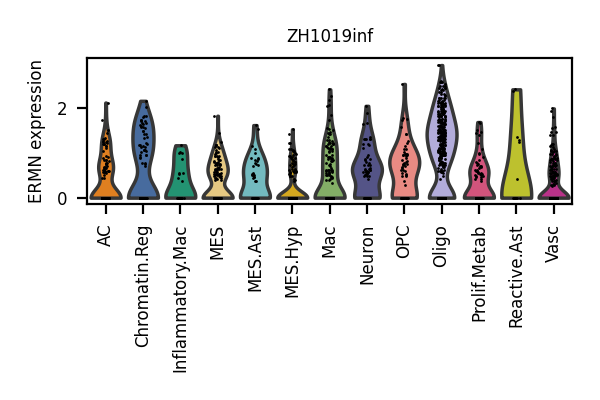 ZH1019inf
ERMN expression
2
0
AC
Chromatin.Reg
Inflammatory.Mac
MES
MES.Ast
MES.Hyp
Mac
Neuron
OPC
Oligo
Prolif.Metab
Reactive.Ast
Vasc